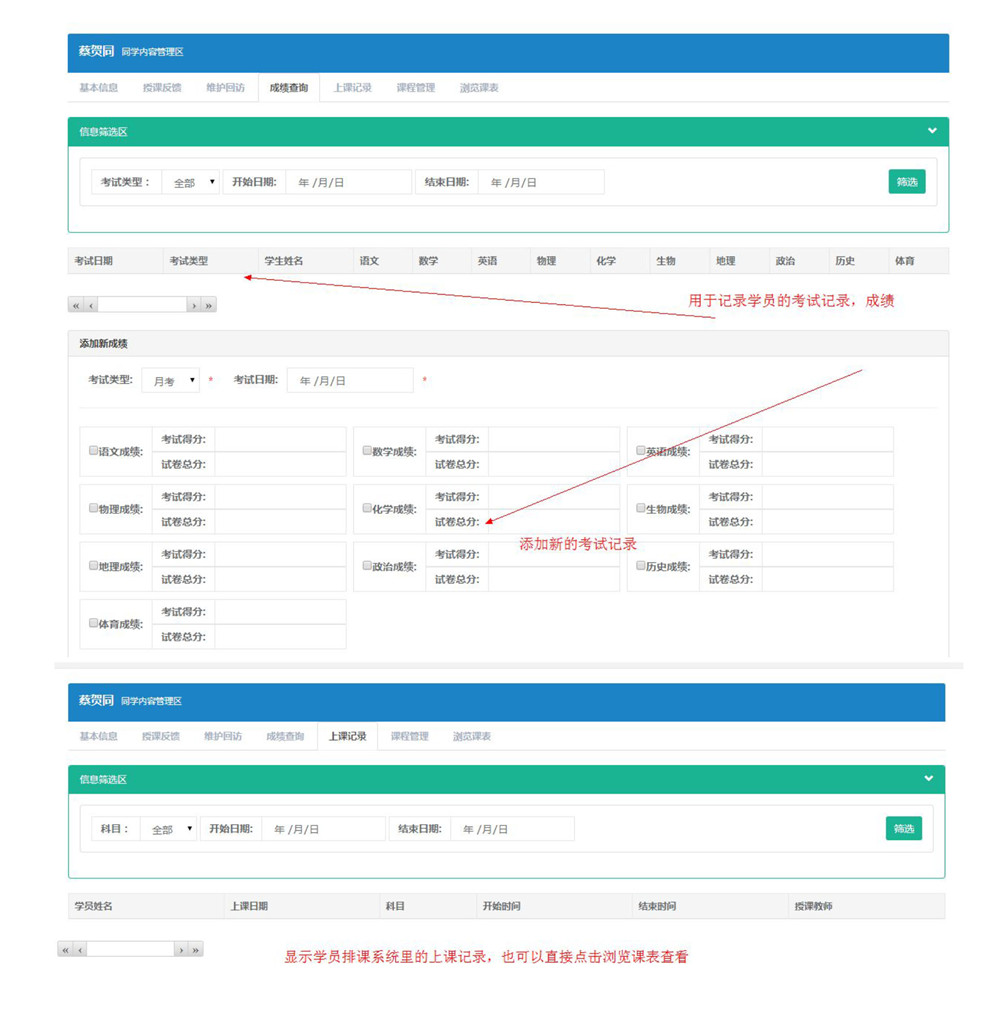 蔡贺同 同学内容管理区
基本信息 授课反馈 维护回访 成绩查询 上课记录 课程管理 浏览课表
信息筛选区
考试类型： 全部 开始日期: 年 /月/日 结束日期: 年 /月/日 筛选
考试日期 考试类型 学生姓名 语文 数学 英语 物理 化学 生物 地理 政治 历史 体育
« ‹ › »
用于记录学员的考试记录，成绩
添加新成绩
考试类型: 月考 * 考试日期: 年 /月/日 *
语文成绩: 考试得分: 试卷总分: 数学成绩: 考试得分: 试卷总分: 英语成绩: 考试得分: 试卷总分:
物理成绩: 考试得分: 试卷总分: 化学成绩: 考试得分: 试卷总分: 生物成绩: 考试得分: 试卷总分:
添加新的考试记录
地理成绩: 考试得分: 试卷总分: 政治成绩: 考试得分: 试卷总分: 历史成绩: 考试得分: 试卷总分:
体育成绩: 考试得分: 试卷总分:
蔡贺同 同学内容管理区
基本信息 授课反馈 维护回访 成绩查询 上课记录 课程管理 浏览课表
信息筛选区
科目： 全部 开始日期: 年 /月/日 结束日期: 年 /月/日 筛选
学员姓名 上课日期 科目 开始时间 结束时间 授课教师
« ‹ › »
显示学员排课系统里的上课记录，也可以直接点击浏览课表查看